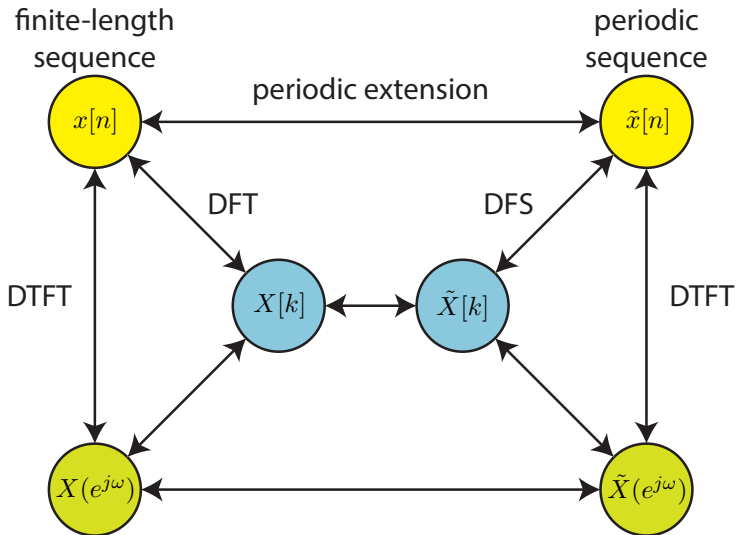 finite-length
sequence
periodic
sequence
x[n]
periodic extension
x̃[n]
DFT
DFS
DTFT
X[k]
X̃[k]
DTFT
X(e^{jω})
X̃(e^{jω})